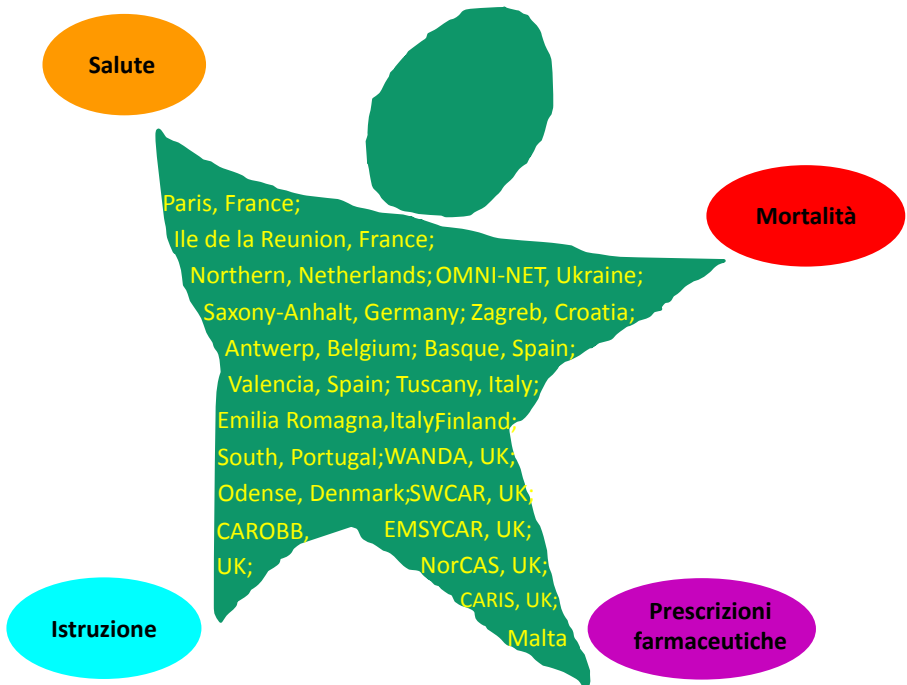 Salute
Mortalità
Paris, France;
Ile de la Reunion, France;
Northern, Netherlands; OMNI-NET, Ukraine;
Saxony-Anhalt, Germany; Zagreb, Croatia;
Antwerp, Belgium; Basque, Spain;
Valencia, Spain; Tuscany, Italy;
Emilia Romagna,Italy; Finland;
South, Portugal; WANDA, UK;
Odense, Denmark; SWCAR, UK;
CAROBB, EMSYCAR, UK;
UK; NorCAS, UK;
CARIS, UK;
Malta
Istruzione
Prescrizioni
farmaceutiche